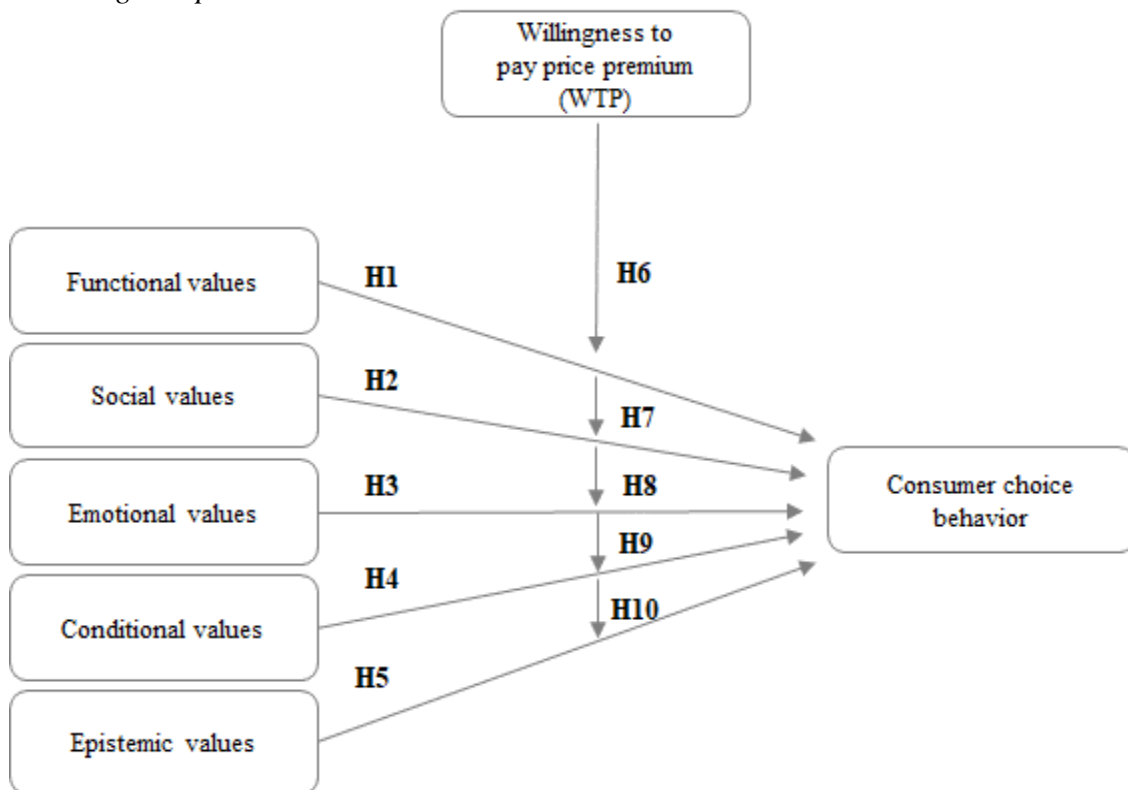 Willingness to
pay price premium
(WTP)
Functional values
H1
H6
Social values
H2
H7
Emotional values
H3
H8
Consumer choice
behavior
H9
Conditional values
H4
H10
H5
Epistemic values